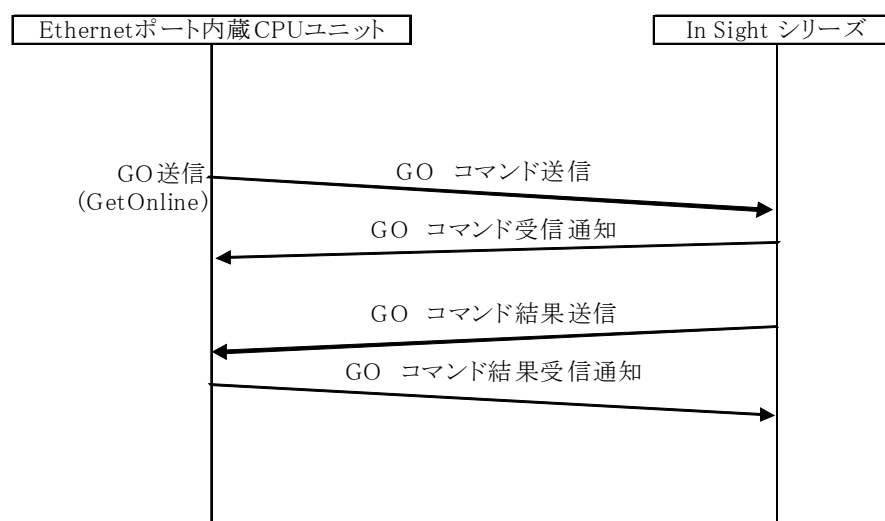 Ethernetポート内蔵CPUユニット
In Sight シリーズ
GO送信
(GetOnline)
GO コマンド送信
GO コマンド受信通知
GO コマンド結果送信
GO コマンド結果受信通知